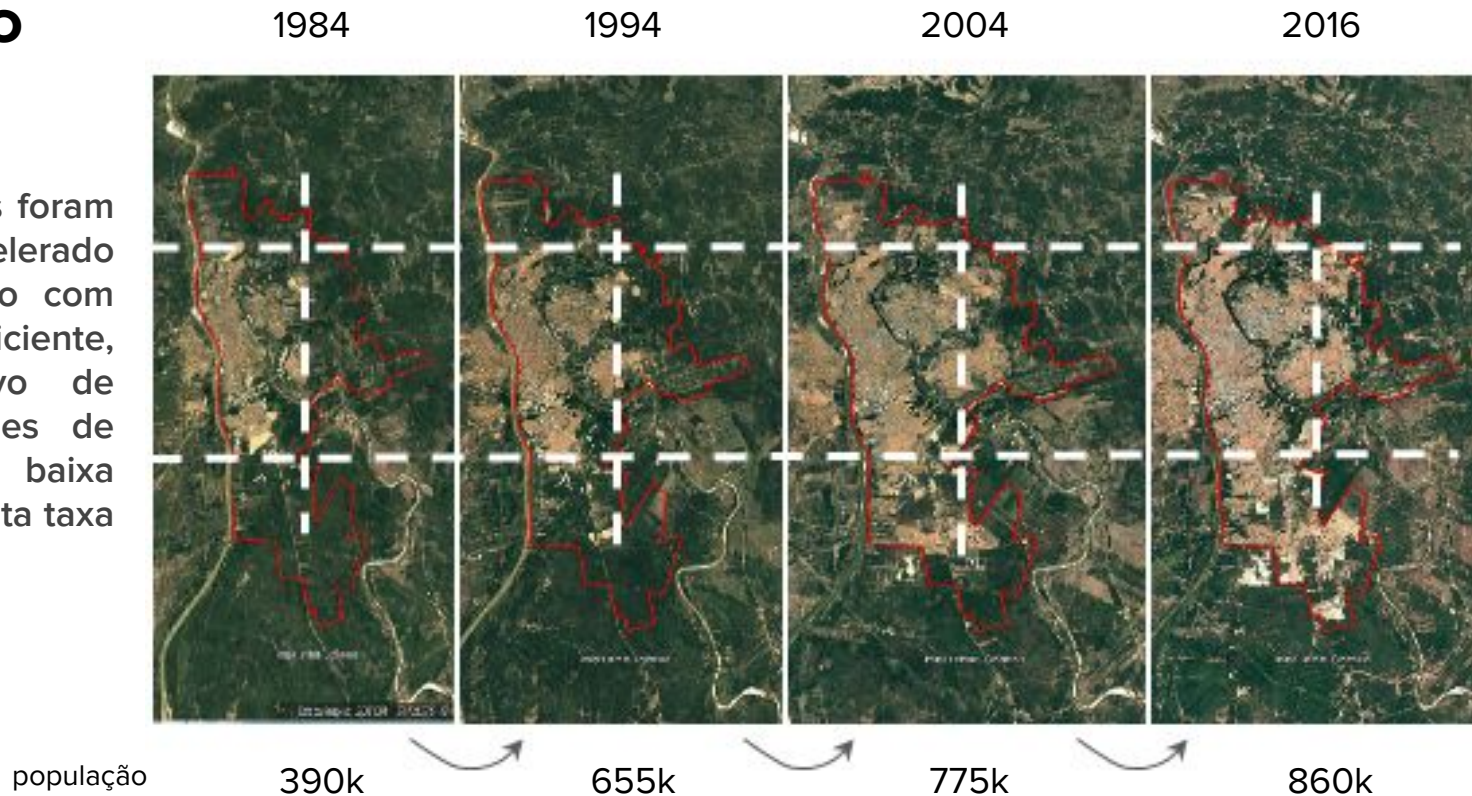 o
1984 1994 2004 2016
s foram
elerado
o com
iciente,
vo de
es de
baixa
ta taxa
população 390k 655k 775k 860k